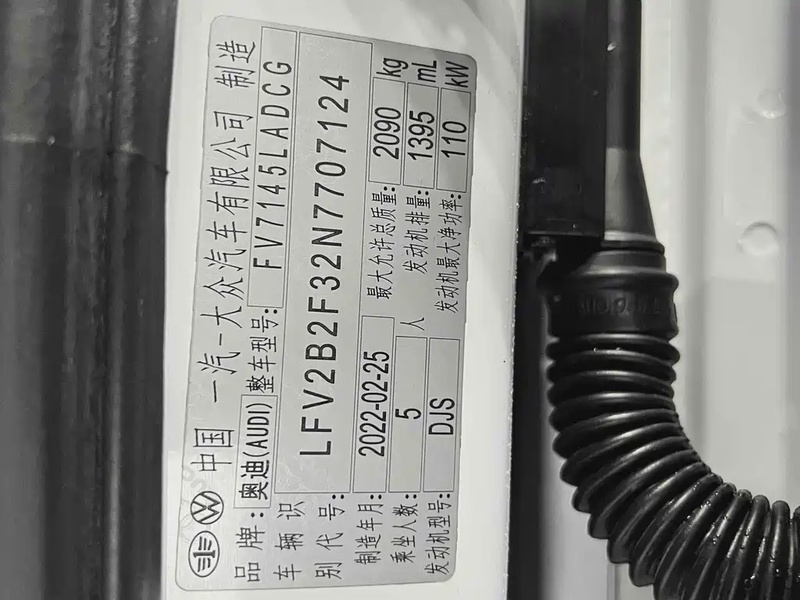 中国 一汽-大众汽车有限公司 制造
品牌: 奥迪(AUDI) 整车型号: FV7145LADCG
车辆识别代号: LFV2B2F32N7707124
制造年月: 2022-02-25 最大允许总质量: 2090 kg
乘坐人数: 5 人 发动机排量: 1395 mL
发动机型号: DJS 发动机最大净功率: 110 kW